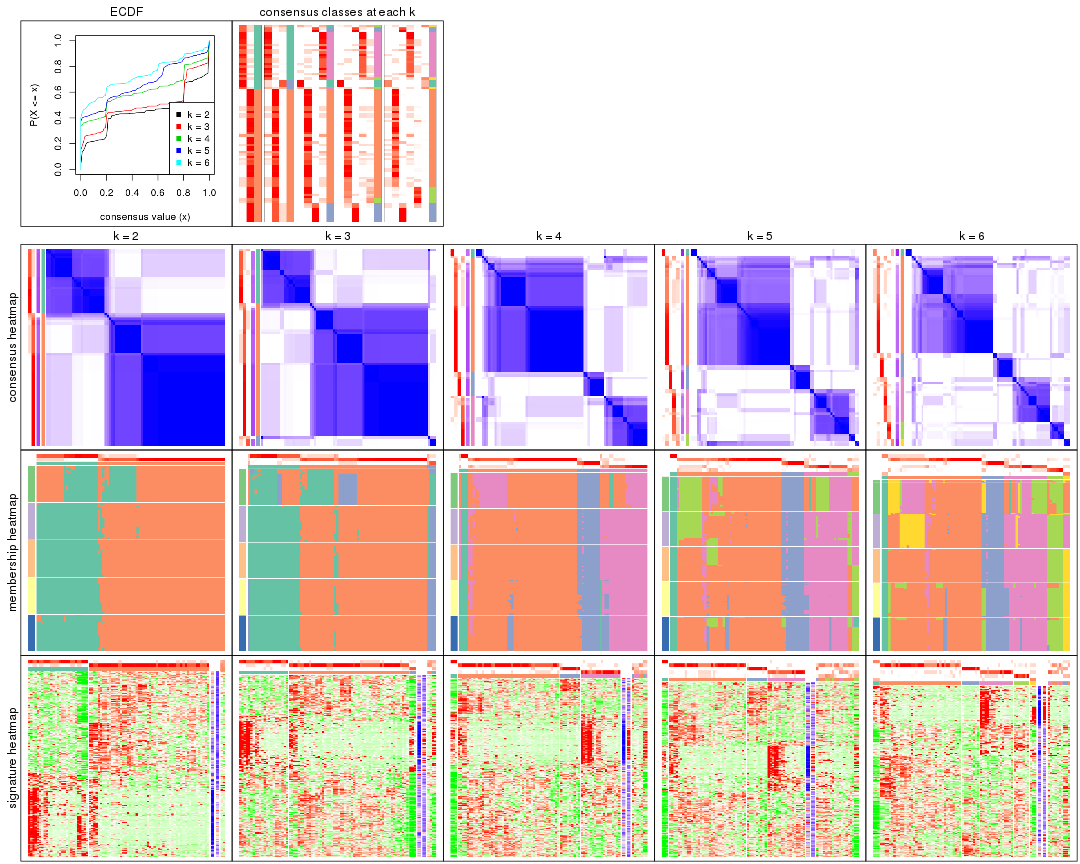 ECDF
consensus classes at each k
P(X <= x)
0.0 0.2 0.4 0.6 0.8 1.0
k = 2
k = 3
k = 4
k = 5
k = 6
0.0 0.2 0.4 0.6 0.8 1.0
consensus value (x)
k = 2
k = 3
k = 4
k = 5
k = 6
consensus heatmap
membership heatmap
signature heatmap